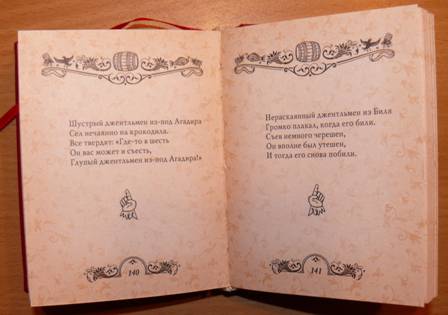 Шустрый джентльмен из-под Агадира
Сел нечаянно на крокодила.
Все твердят: «Где-то в шесть
Он вас может и съесть,
Глупый джентльмен из-под Агадира!»
140
Нераскаянный джентльмен из Биля
Громко плакал, когда его били.
Съев немного черешен,
Он вполне был утешен,
И тогда его снова побили.
141